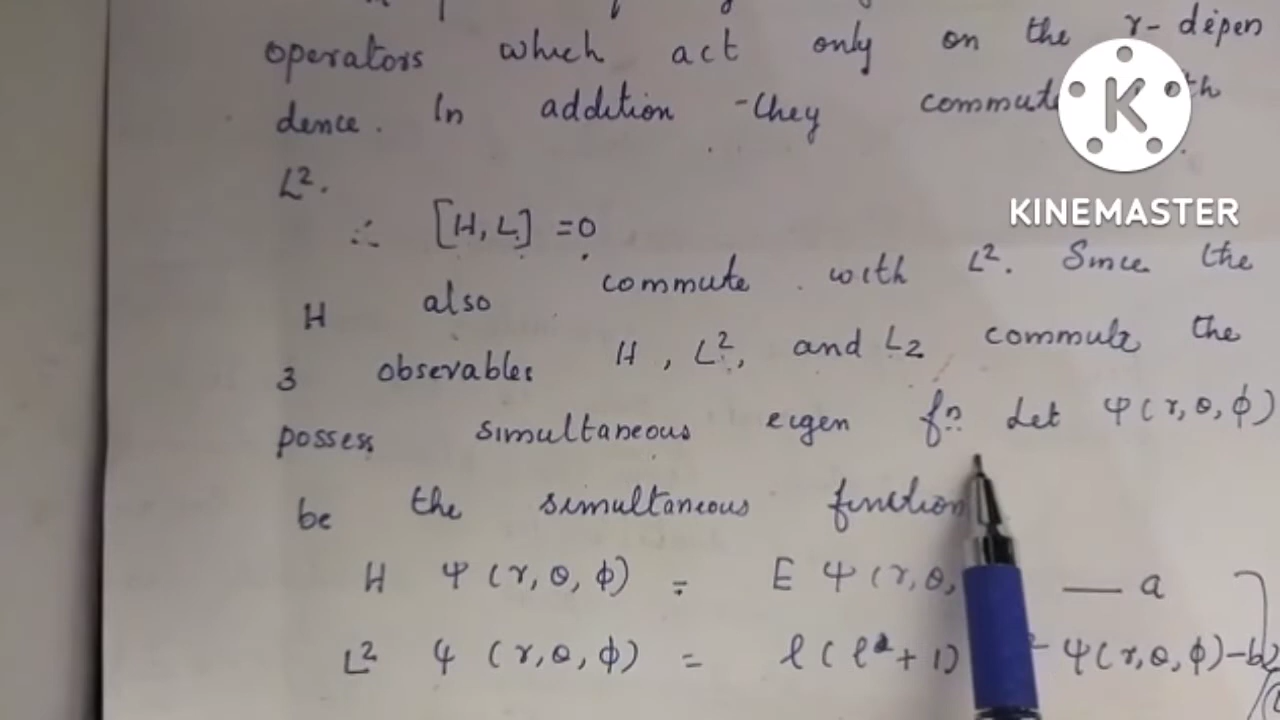 operators which act only on the r- depen
dence. In addition they commute
L².
∴ [H, L] = 0
H also commute with L². Since the
3 obsevables H, L², and Lz commute the
possess simultaneous eigen fn. Let ψ(r, θ, ϕ)
be the simultaneous function
H ψ (r, θ, ϕ) = E ψ (r, θ, — a
L² ψ (r, θ, ϕ) = l(l + 1) ψ(r, θ, ϕ) – b
K
KINEMASTER